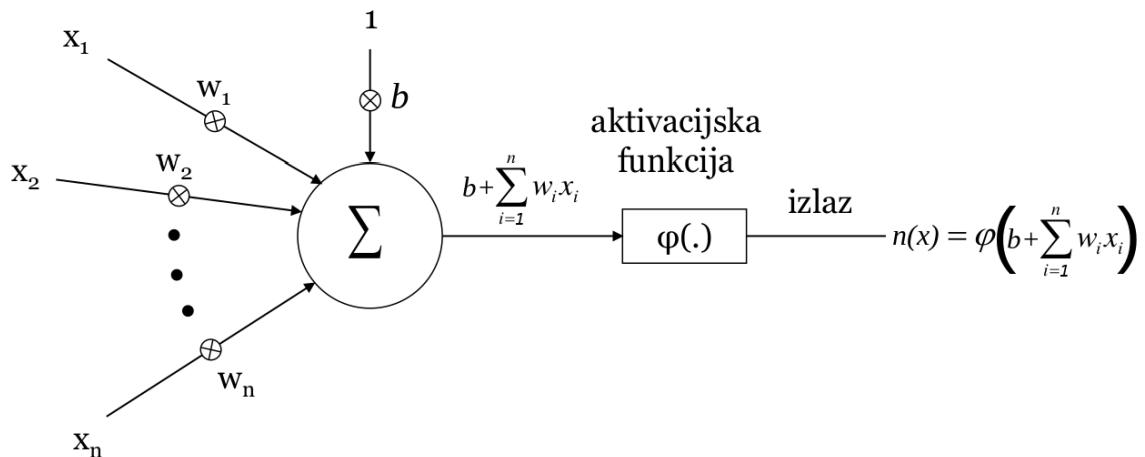 x₁
1
w₁
b
x₂
w₂
∑
wₙ
xₙ
b+∑ᵢ₌₁ⁿ wᵢxᵢ
aktivacijska
funkcija
φ(.)
izlaz
n(x) = φ(b+∑ᵢ₌₁ⁿ wᵢxᵢ)